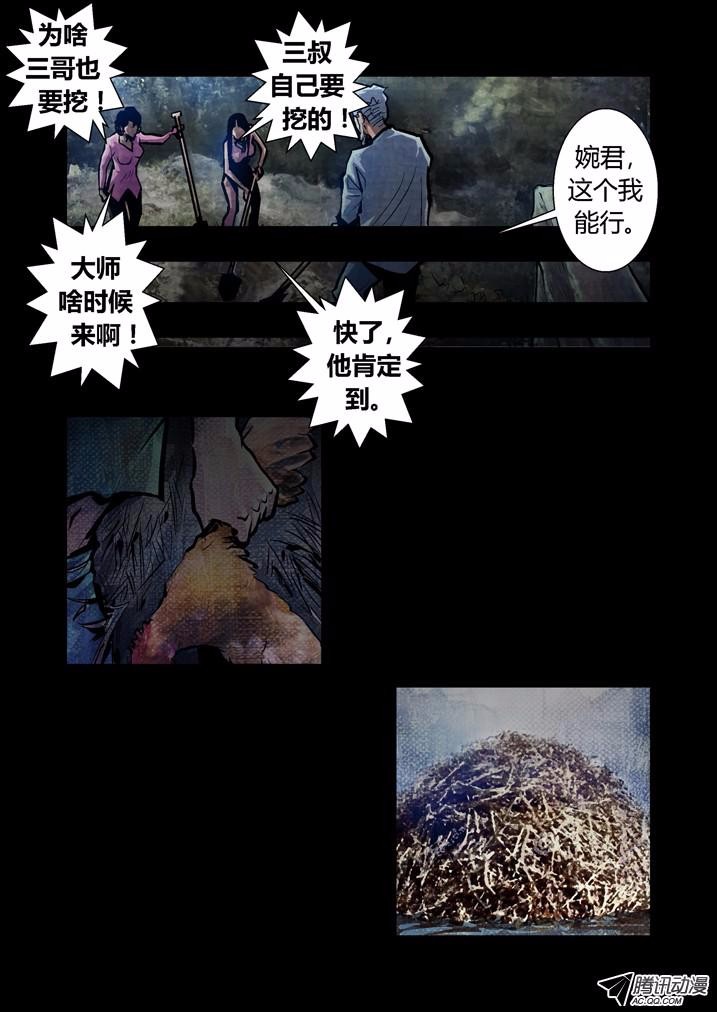 为啥
三哥也
要挖！
三叔
自己要
挖的！
婉君，
这个我
能行。
大师
啥时候
来啊！
快了，
他肯定
到。
腾讯动漫
AC.QQ.COM